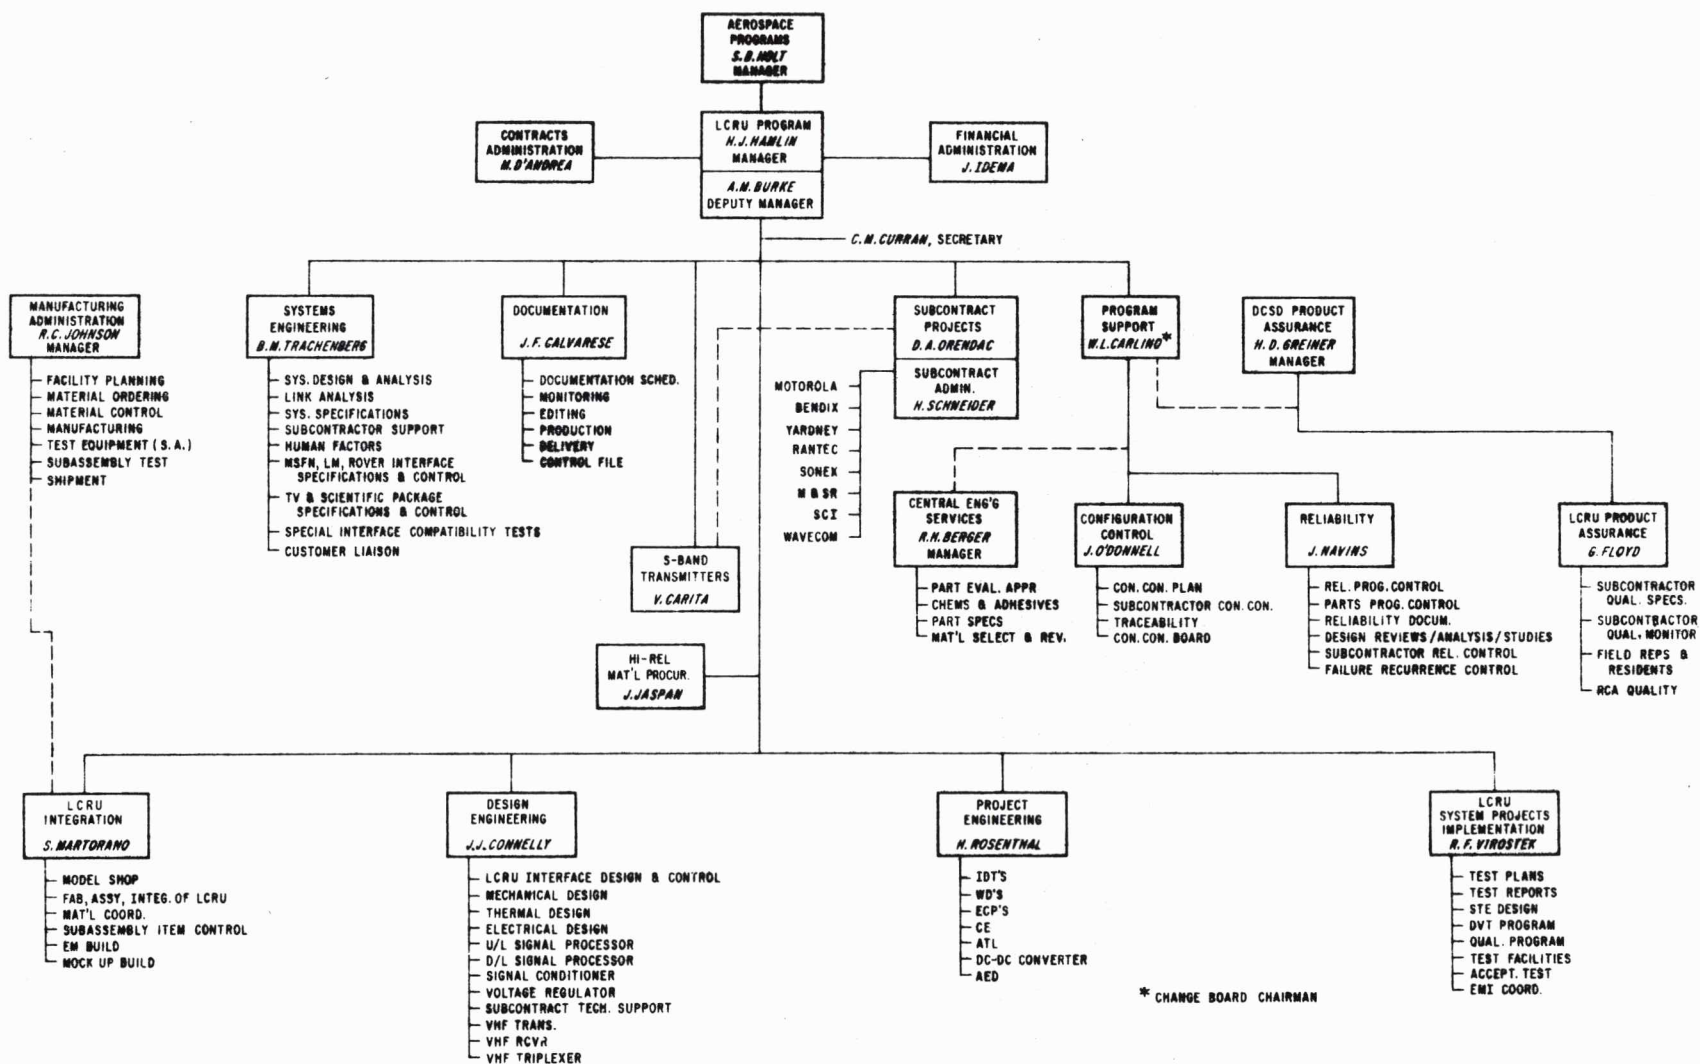 AEROSPACE
PROGRAMS
S.B.HOLT
MANAGER
CONTRACTS
ADMINISTRATION
M.D'ANDREA
LCRU PROGRAM
H.J.HAMLIN
MANAGER
A.M.BURKE
DEPUTY MANAGER
FINANCIAL
ADMINISTRATION
J.IDEMA
C.M.CURRAN, SECRETARY
MANUFACTURING
ADMINISTRATION
R.C.JOHNSON
MANAGER
FACILITY PLANNING
MATERIAL ORDERING
MATERIAL CONTROL
MANUFACTURING
TEST EQUIPMENT (S.A.)
SUBASSEMBLY TEST
SHIPMENT
SYSTEMS
ENGINEERING
B.M.TRACHENBERG
SYS.DESIGN & ANALYSIS
LINK ANALYSIS
SYS.SPECIFICATIONS
SUBCONTRACTOR SUPPORT
HUMAN FACTORS
MSFN, LM, ROVER INTERFACE
SPECIFICATIONS & CONTROL
TV & SCIENTIFIC PACKAGE
SPECIFICATIONS & CONTROL
SPECIAL INTERFACE COMPATIBILITY TESTS
CUSTOMER LIAISON
DOCUMENTATION
J.F.CALVARESE
DOCUMENTATION SCHED.
MONITORING
EDITING
PRODUCTION
DELIVERY
CONTROL FILE
SUBCONTRACT
PROJECTS
D.A.ORENDAC
SUBCONTRACT
ADMIN.
H.SCHNEIDER
MOTOROLA
BENDIX
YARDNEY
RANTEC
SONEX
M & SR
SCI
WAVECOM
PROGRAM
SUPPORT
W.L.CARLINO*
DCSD PRODUCT
ASSURANCE
H.D.GREINER
MANAGER
S-BAND
TRANSMITTERS
V.CARITA
HI-REL
MAT'L PROCUR.
J.JASPAN
CENTRAL ENG'G
SERVICES
R.H.BERGER
MANAGER
PART EVAL. APPR
CHEMS & ADHESIVES
PART SPECS
MAT'L SELECT & REV.
CONFIGURATION
CONTROL
J.O'DONNELL
CON.CON.PLAN
SUBCONTRACTOR CON.CON.
TRACEABILITY
CON.CON.BOARD
RELIABILITY
J.NAVINS
REL.PROG.CONTROL
PARTS PROG.CONTROL
RELIABILITY DOCUM.
DESIGN REVIEWS/ANALYSIS/STUDIES
SUBCONTRACTOR REL.CONTROL
FAILURE RECURRENCE CONTROL
LCRU PRODUCT
ASSURANCE
G.FLOYD
SUBCONTRACTOR
QUAL.SPECS.
SUBCONTRACTOR
QUAL.MONITOR
FIELD REPS &
RESIDENTS
RCA QUALITY
LCRU
INTEGRATION
S.MARTORANO
MODEL SHOP
FAB, ASSY, INTEG.OF LCRU
MAT'L COORD.
SUBASSEMBLY ITEM CONTROL
EM BUILD
MOCK UP BUILD
DESIGN
ENGINEERING
J.J.CONNELLY
LCRU INTERFACE DESIGN & CONTROL
MECHANICAL DESIGN
THERMAL DESIGN
ELECTRICAL DESIGN
U/L SIGNAL PROCESSOR
D/L SIGNAL PROCESSOR
SIGNAL CONDITIONER
VOLTAGE REGULATOR
SUBCONTRACT TECH. SUPPORT
VHF TRANS.
VHF RCVR
VHF TRIPLEXER
PROJECT
ENGINEERING
H.ROSENTHAL
IDT'S
WD'S
ECP'S
CE
ATL
DC-DC CONVERTER
AED
LCRU
SYSTEM PROJECTS
IMPLEMENTATION
R.F.VIROSTEK
TEST PLANS
TEST REPORTS
STE DESIGN
DVT PROGRAM
QUAL.PROGRAM
TEST FACILITIES
ACCEPT.TEST
EMI COORD.
* CHANGE BOARD CHAIRMAN